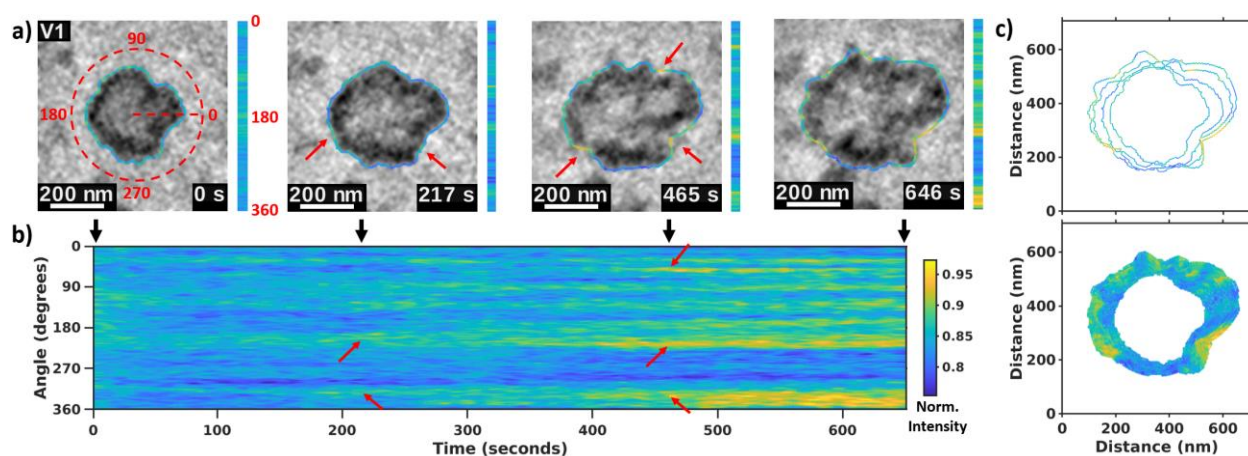 a)
V1
90
180
0
270
200 nm
0 s
0
180
360
200 nm
217 s
200 nm
465 s
200 nm
646 s
b)
Angle (degrees)
0
90
180
270
360
0
100
200
300
400
500
600
Time (seconds)
0.95
0.9
0.85
0.8
Norm.
Intensity
c)
Distance (nm)
600
400
200
0
Distance (nm)
600
400
200
0
0
200
400
600
Distance (nm)